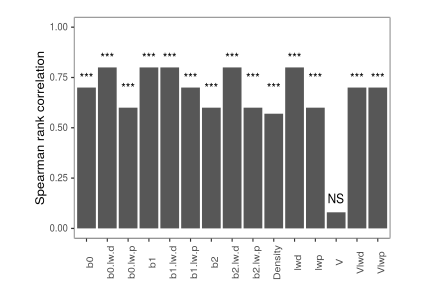 Spearman rank correlation
1.00
0.75
0.50
0.25
0.00
*** *** *** *** *** *** *** *** *** *** *** *** NS *** ***
b0 b0.lw.d b0.lw.p b1 b1.lw.d b1.lw.p b2 b2.lw.d b2.lw.p Density lwd lwp V Vlwd Vlwp